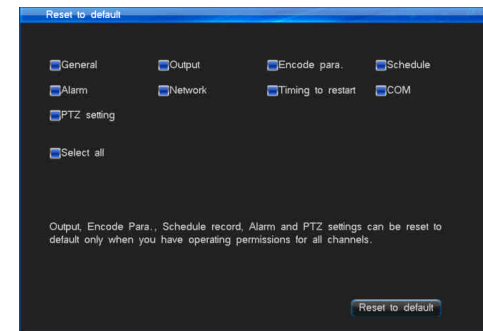 Reset to default
General Output Encode para. Schedule
Alarm Network Timing to restart COM
PTZ setting
Select all
Output, Encode Para., Schedule record, Alarm and PTZ settings can be reset to
default only when you have operating permissions for all channels.
Reset to default